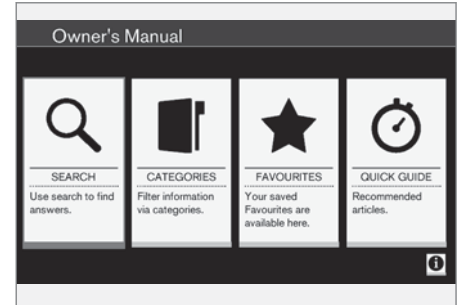 Owner's Manual
SEARCH
Use search to find
answers.
CATEGORIES
Filter information
via categories.
FAVOURITES
Your saved
Favourites are
available here.
QUICK GUIDE
Recommended
articles.
i